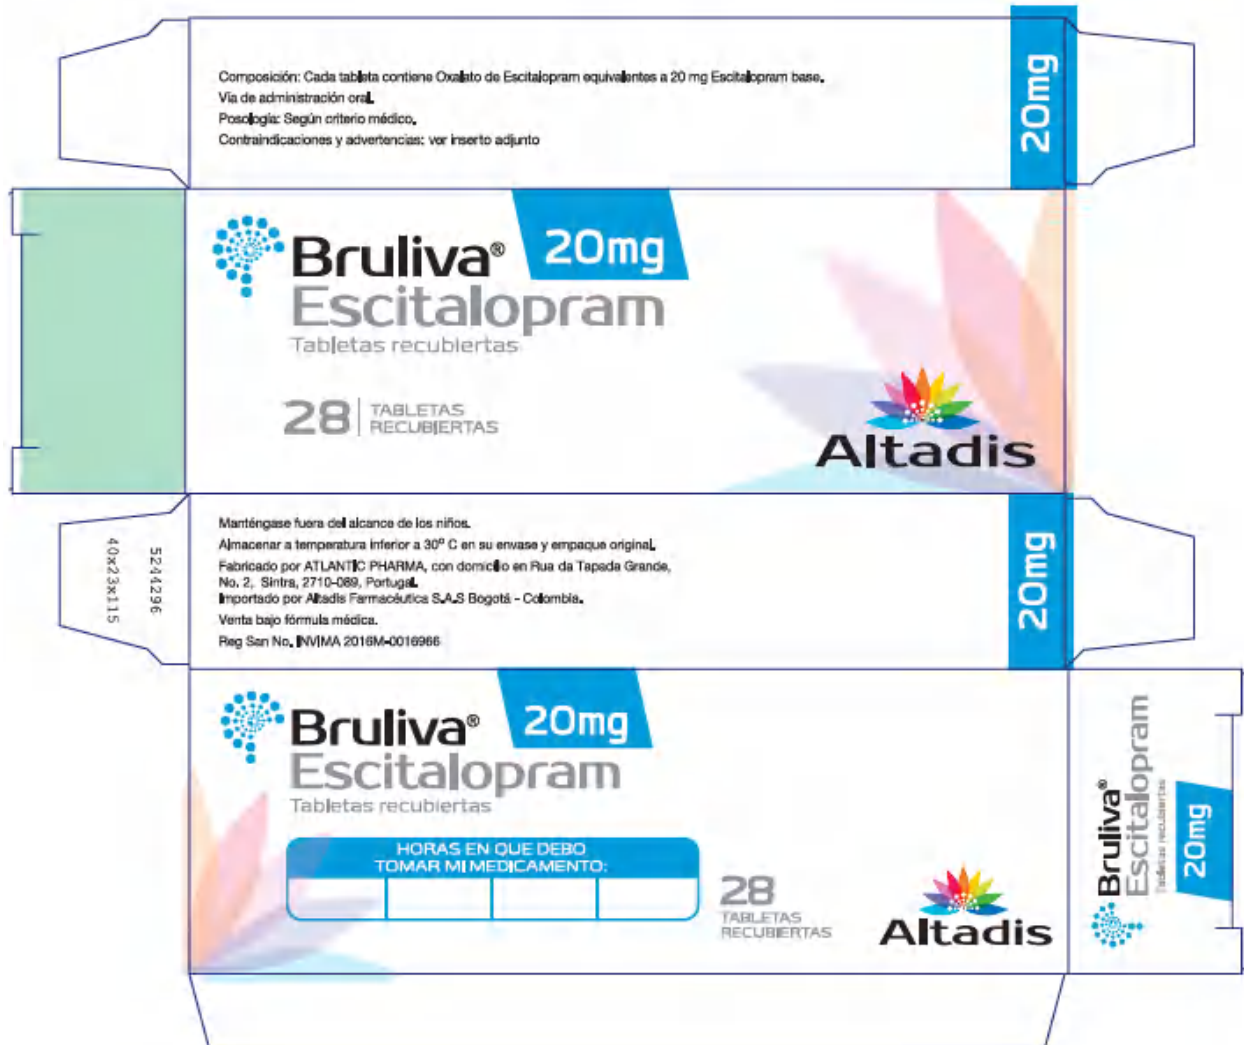 Composición: Cada tableta contiene Oxalato de Escitalopram equivalentes a 20 mg Escitalopram base.
Vía de administración oral.
Posología: Según criterio médico.
Contraindicaciones y advertencias: ver inserto adjunto
20mg
Bruliva® 20mg
Escitalopram
Tabletas recubiertas
28 TABLETAS
RECUBIERTAS
Altadis
5244296
40x23x115
Manténgase fuera del alcance de los niños.
Almacenar a temperatura inferior a 30º C en su envase y empaque original.
Fabricado por ATLANTIC PHARMA, con domicilio en Rua da Tapada Grande,
No. 2, Sintra, 2710-089, Portugal.
Importado por Altadis Farmacéutica S.A.S Bogotá - Colombia.
Venta bajo fórmula médica.
Reg San No. INVIMA 2016M-0016966
20mg
Bruliva® 20mg
Escitalopram
Tabletas recubiertas
HORAS EN QUE DEBO
TOMAR MI MEDICAMENTO:
28
TABLETAS
RECUBIERTAS
Altadis
Bruliva®
Escitalopram
Tabletas recubiertas
20mg